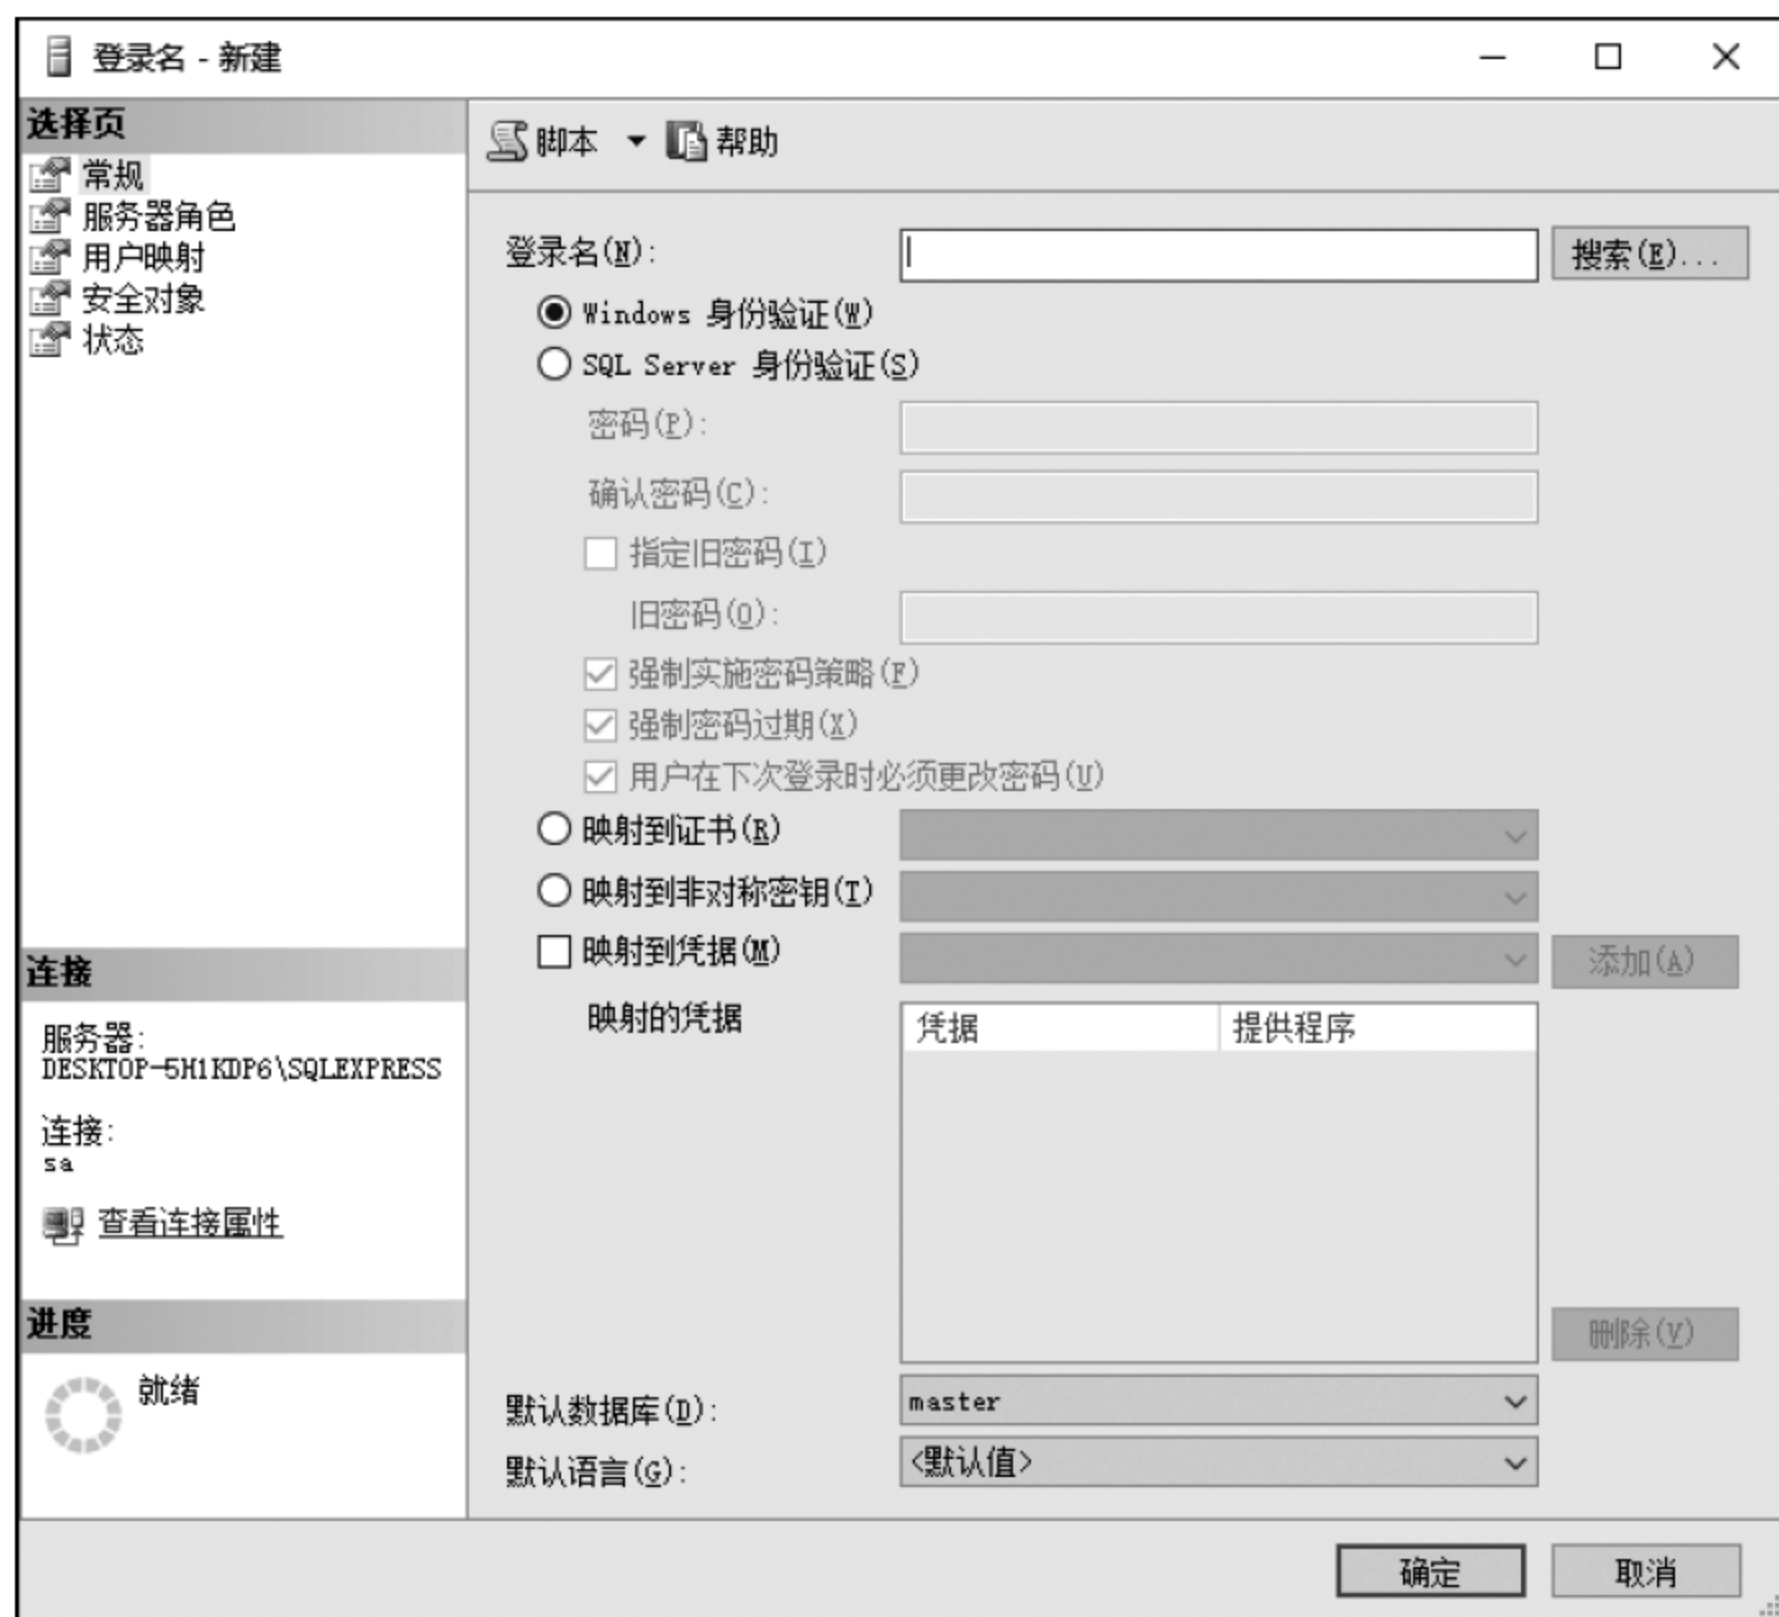 登录名 - 新建
选择页
常规
服务器角色
用户映射
安全对象
状态
连接
服务器:
DESKTOP-5H1KDP6\SQLEXPRESS
连接:
sa
查看连接属性
进度
就绪
脚本 帮助
登录名(N): 搜索(E)...
Windows 身份验证(W)
SQL Server 身份验证(S)
密码(P):
确认密码(C):
指定旧密码(I)
旧密码(O):
强制实施密码策略(F)
强制密码过期(X)
用户在下次登录时必须更改密码(U)
映射到证书(R)
映射到非对称密钥(T)
映射到凭据(M) 添加(A)
映射的凭据 凭据 提供程序
删除(V)
默认数据库(D): master
默认语言(G): <默认值>
确定 取消